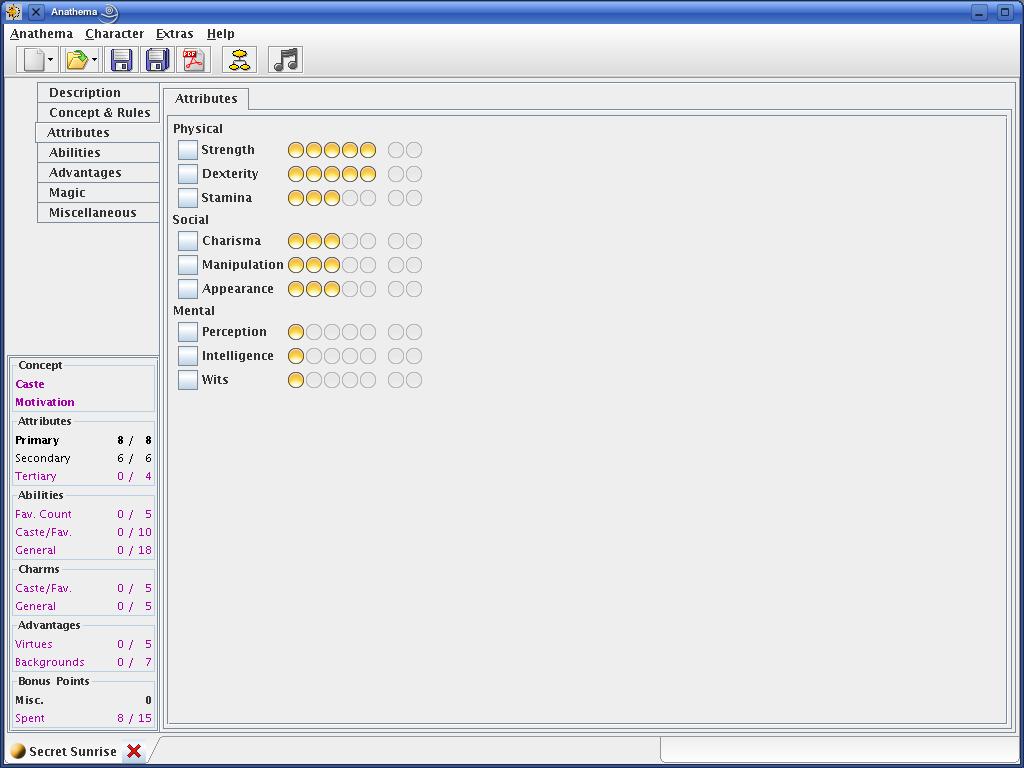 Anathema
Anathema Character Extras Help
Description
Concept & Rules
Attributes
Abilities
Advantages
Magic
Miscellaneous
Attributes
Physical
Strength
Dexterity
Stamina
Social
Charisma
Manipulation
Appearance
Mental
Perception
Intelligence
Wits
Concept
Caste
Motivation
Attributes
Primary 8 / 8
Secondary 6 / 6
Tertiary 0 / 4
Abilities
Fav. Count 0 / 5
Caste/Fav. 0 / 10
General 0 / 18
Charms
Caste/Fav. 0 / 5
General 0 / 5
Advantages
Virtues 0 / 5
Backgrounds 0 / 7
Bonus Points
Misc. 0
Spent 8 / 15
Secret Sunrise